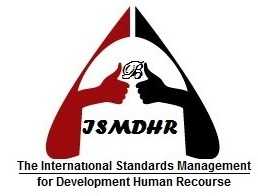 B
ISMDHR
The International Standards Management
for Development Human Recourse